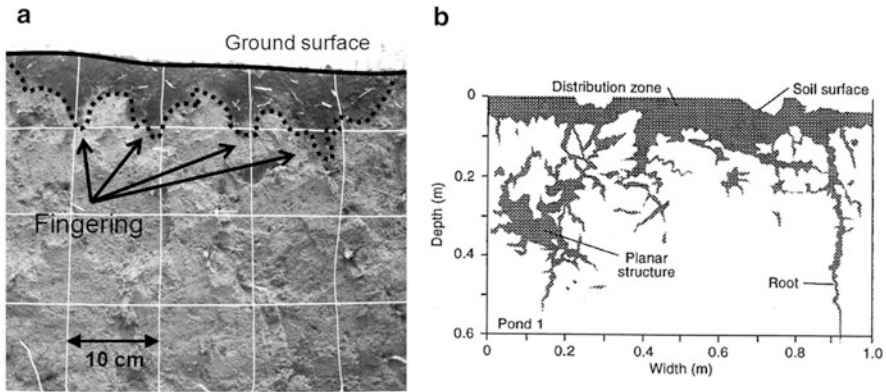 a
Ground surface
Fingering
10 cm
b
Distribution zone
Soil surface
0
0.2
0.4
0.6
Depth (m)
Planar
structure
Root
Pond 1
0 0.2 0.4 0.6 0.8 1.0
Width (m)